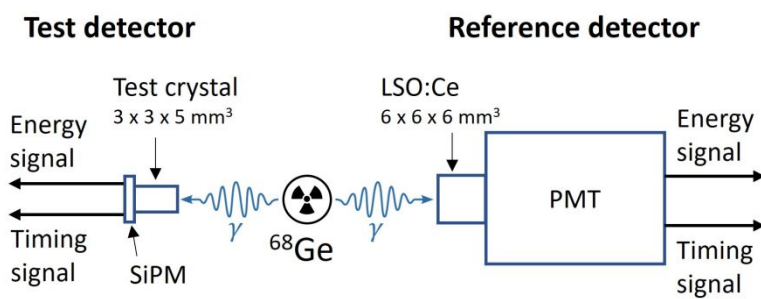 Test detector
Reference detector
Test crystal
3 x 3 x 5 mm³
LSO:Ce
6 x 6 x 6 mm³
Energy
signal
Energy
signal
PMT
γ
γ
⁶⁸Ge
Timing
signal
SiPM
Timing
signal